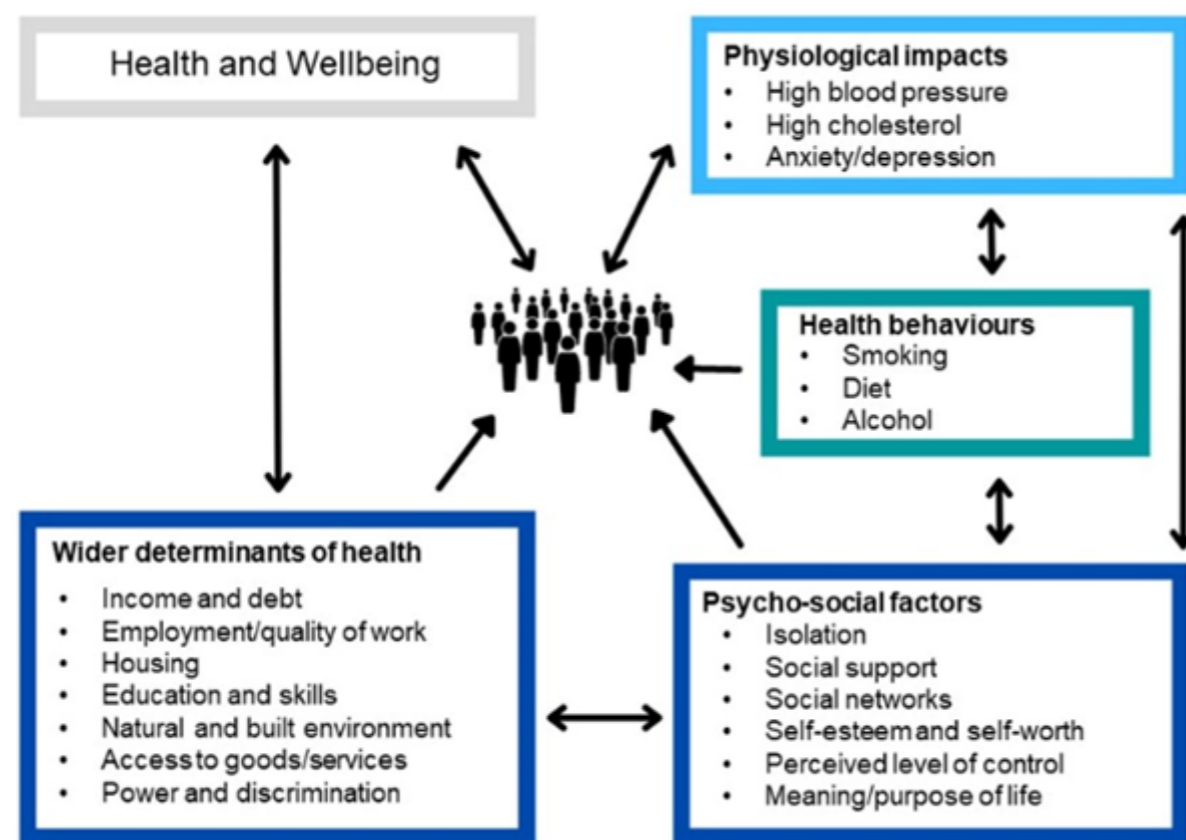 Health and Wellbeing
Physiological impacts
• High blood pressure
• High cholesterol
• Anxiety/depression
Health behaviours
• Smoking
• Diet
• Alcohol
Wider determinants of health
• Income and debt
• Employment/quality of work
• Housing
• Education and skills
• Natural and built environment
• Access to goods/services
• Power and discrimination
Psycho-social factors
• Isolation
• Social support
• Social networks
• Self-esteem and self-worth
• Perceived level of control
• Meaning/purpose of life